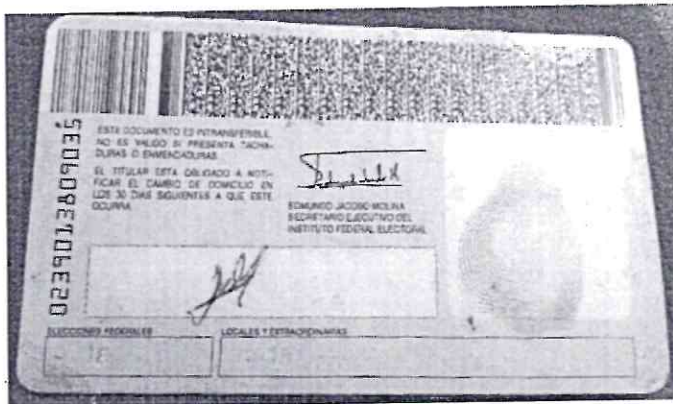 ESTE DOCUMENTO ES INTRANSFERIBLE.
NO ES VALIDO SI PRESENTA TACHA-
DURAS O ENMENDADURAS.
EL TITULAR ESTA OBLIGADO A NOTI-
FICAR EL CAMBIO DE DOMICILIO EN
LOS 30 DIAS SIGUIENTES A QUE ESTE
OCURRA.
EDMUNDO JACOBO MOLINA
SECRETARIO EJECUTIVO DEL
INSTITUTO FEDERAL ELECTORAL
ELECCIONES FEDERALES
LOCALES Y EXTRAORDINARIAS
18